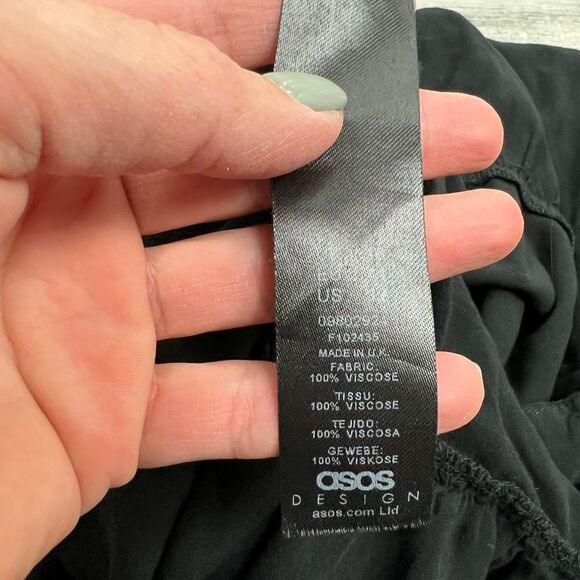 US
F102435
MADE IN U.K.
FABRIC:
100% VISCOSE
TISSU:
100% VISCOSE
TEJIDO:
100% VISCOSA
GEWEBE:
100% VISKOSE
asos
DESIGN
asos.com Ltd